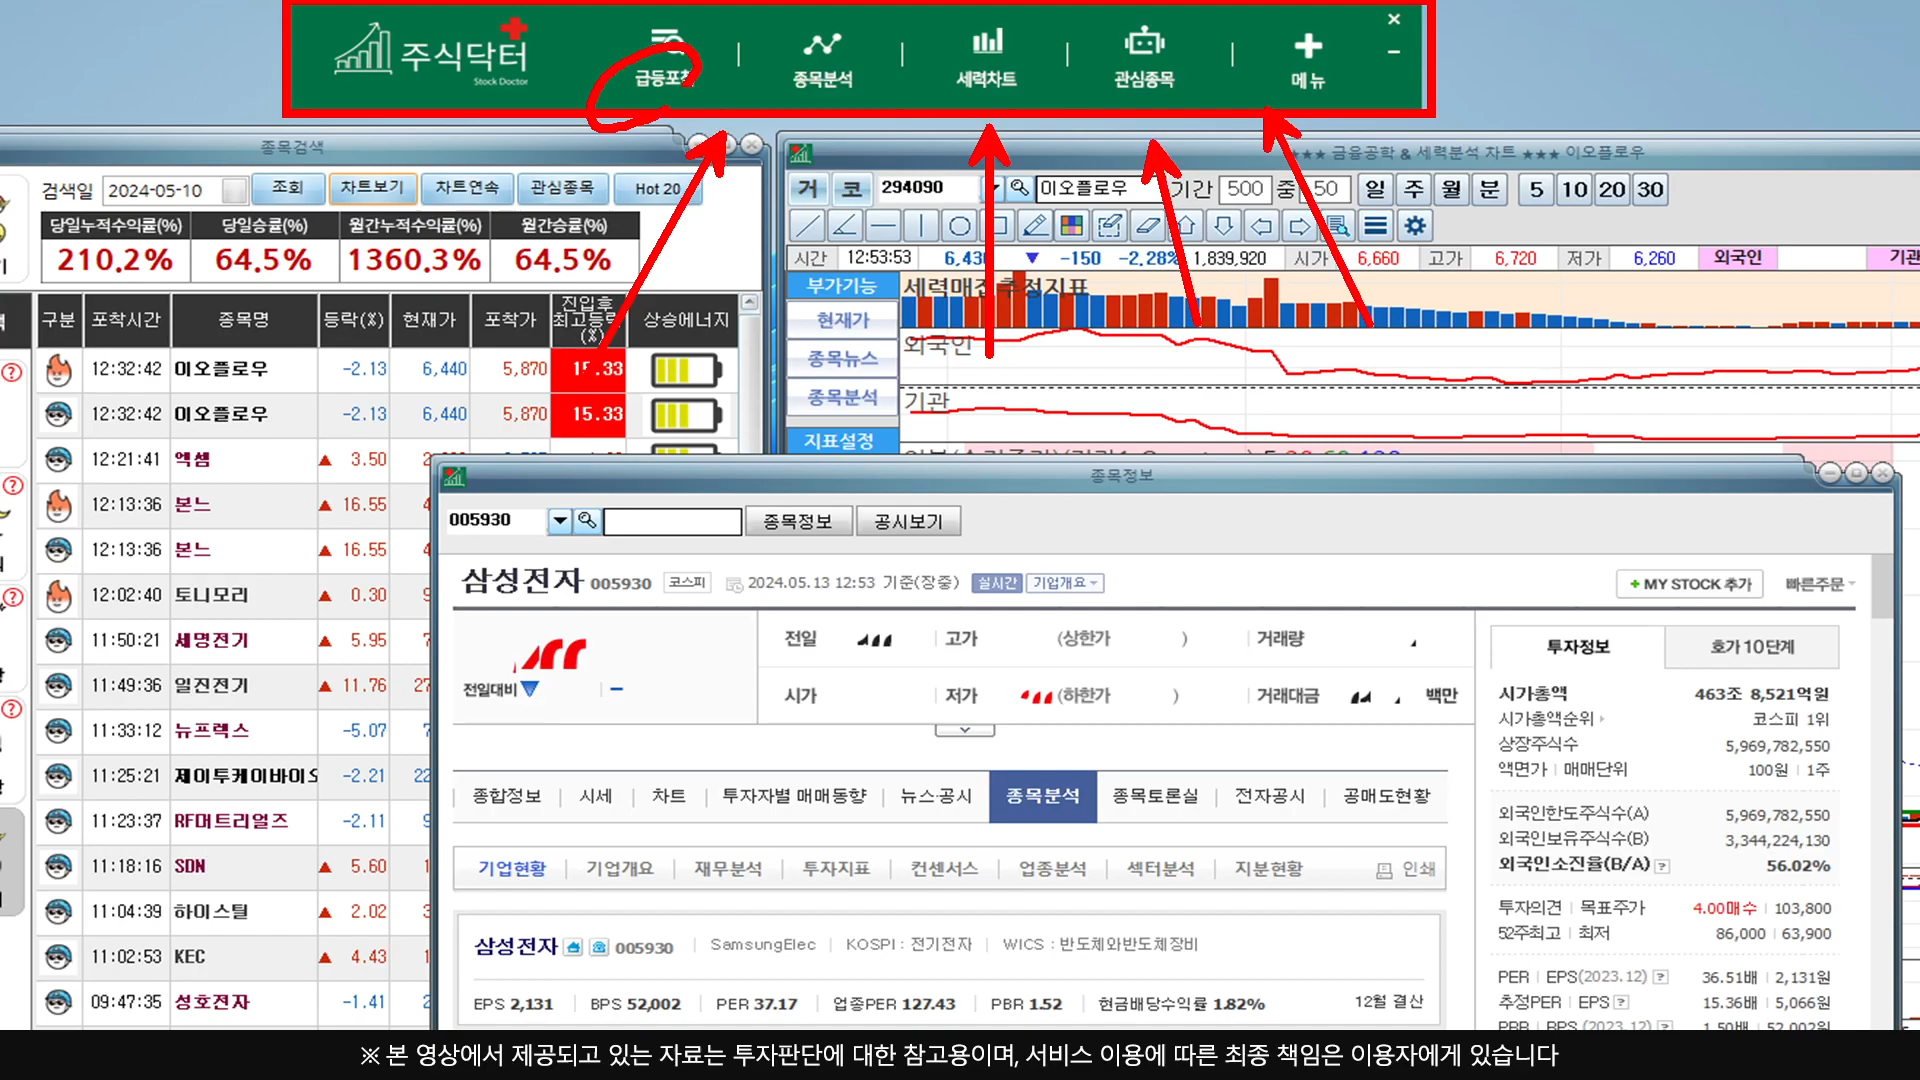 주식닥터
Stock Doctor
종목분석
세력차트
관심종목
메뉴
종목검색
검색일 2024-05-10 조회 차트보기 차트연속 관심종목 Hot 20
당일누적수익률(%) 당일승률(%) 월간누적수익률(%) 월간승률(%)
210.2% 64.5% 1360.3% 64.5%
구분 포착시간 종목명 등락(%) 현재가 포착가 진입후 (%) 상승에너지
12:32:42 이오플로우 -2.13 6,440 5,870
12:32:42 이오플로우 -2.13 6,440 5,870 15.33
12:21:41 엑셈 ▲ 3.50
12:13:36 본느 ▲ 16.55
12:13:36 본느 ▲ 16.55
12:02:40 토니모리 ▲ 0.30
11:50:21 세명전기 ▲ 5.95
11:49:36 일진전기 ▲ 11.76
11:33:12 뉴프렉스 -5.07
11:25:21 제이투케이바이오 -2.21
11:23:37 RF머트리얼즈 -2.11
11:18:16 SDN ▲ 5.60
11:04:39 하이스틸 ▲ 2.02
11:02:53 KEC ▲ 4.43
09:47:35 성호전자 -1.41
★★★ 금융공학 & 세력분석 차트 ★★★ 이오플로우
거 코 294090 이오플로우 기간 500 중 50 일 주 월 분 5 10 20 30
시간 12:53:53 ▼ -150 -2.28% 1,839,920 시가 6,660 고가 6,720 저가 6,260 외국인 기관
부가기능
현재가
종목뉴스
종목분석
지표설정
세력매집추정지표
외국인
기관
종목정보
005930 종목정보 공시보기
삼성전자 005930 코스피 2024.05.13 12:53 기준(장중) 실시간 기업개요 + MY STOCK 추가 빠른주문
전일대비 ▼ | -
전일 고가 (상한가 ) 거래량
시가 저가 (하한가 ) 거래대금 백만
종합정보 시세 차트 투자자별 매매동향 뉴스·공시 종목분석 종목토론실 전자공시 공매도현황
기업현황 기업개요 재무분석 투자지표 컨센서스 업종분석 섹터분석 지분현황 인쇄
삼성전자 005930 SamsungElec KOSPI : 전기전자 WICS : 반도체와반도체장비
EPS 2,131 BPS 52,002 PER 37.17 업종PER 127.43 PBR 1.52 현금배당수익률 1.82% 12월 결산
투자정보 호가 10단계
시가총액 463조 8,521억원
시가총액순위 코스피 1위
상장주식수 5,969,782,550
액면가 | 매매단위 100원 | 1주
외국인한도주식수(A) 5,969,782,550
외국인보유주식수(B) 3,344,224,130
외국인소진율(B/A) ? 56.02%
투자의견 | 목표주가 4.00매수 | 103,800
52주최고 | 최저 86,000 | 63,900
PER | EPS(2023.12) ? 36.51배 | 2,131원
추정PER | EPS ? 15.36배 | 5,066원
※ 본 영상에서 제공되고 있는 자료는 투자판단에 대한 참고용이며, 서비스 이용에 따른 최종 책임은 이용자에게 있습니다